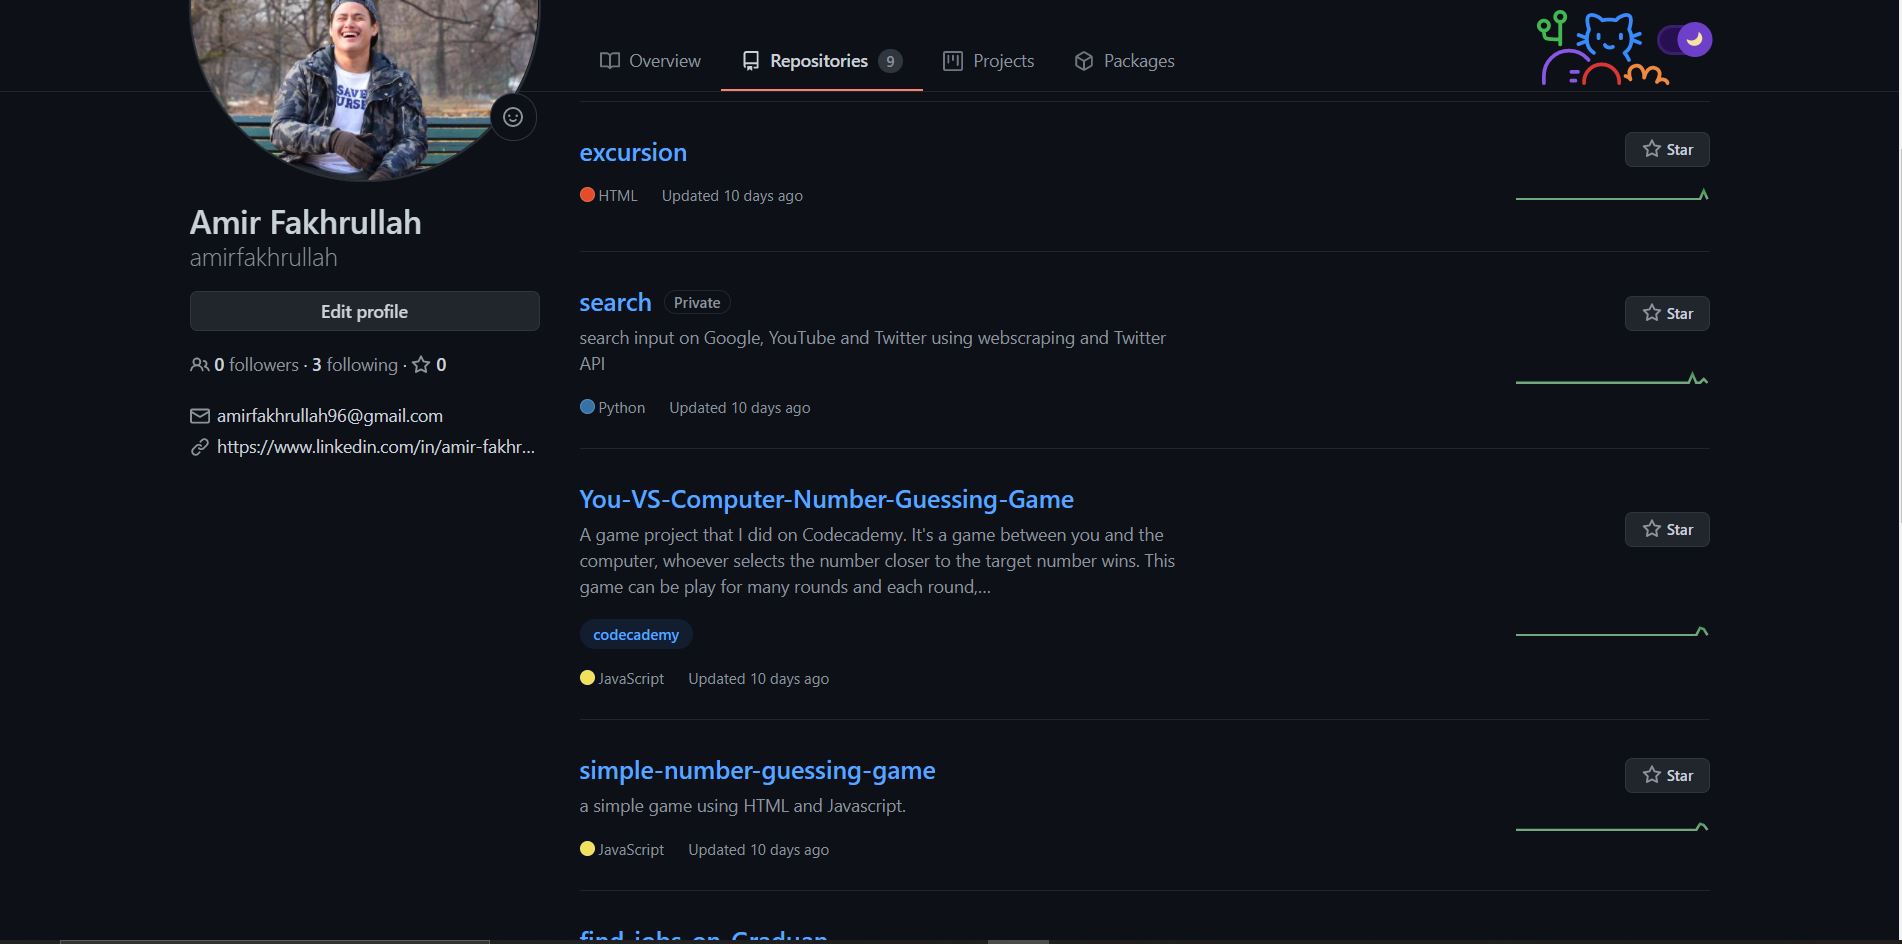 Overview
Repositories 9
Projects
Packages
SAVE
Amir Fakhrullah
amirfakhrullah
Edit profile
0 followers · 3 following · 0
amirfakhrullah96@gmail.com
https://www.linkedin.com/in/amir-fakhr...
excursion
Star
HTML Updated 10 days ago
search Private
Star
search input on Google, YouTube and Twitter using webscraping and Twitter
API
Python Updated 10 days ago
You-VS-Computer-Number-Guessing-Game
Star
A game project that I did on Codecademy. It's a game between you and the
computer, whoever selects the number closer to the target number wins. This
game can be play for many rounds and each round,...
codecademy
JavaScript Updated 10 days ago
simple-number-guessing-game
Star
a simple game using HTML and Javascript.
JavaScript Updated 10 days ago
find-jobs-on-Graduan